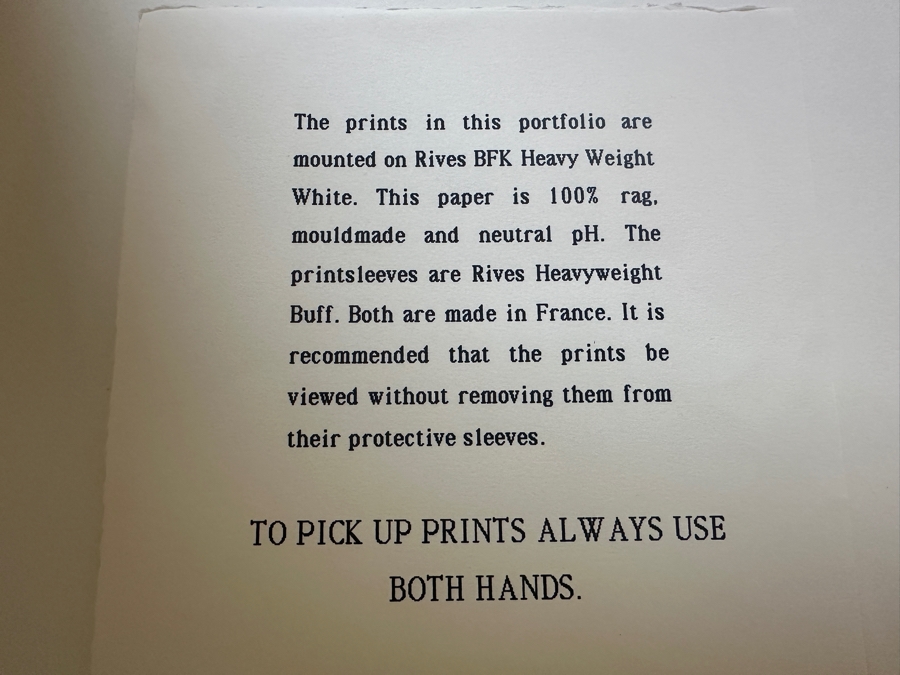 The prints in this portfolio are
mounted on Rives BFK Heavy Weight
White. This paper is 100% rag,
mouldmade and neutral pH. The
printsleeves are Rives Heavyweight
Buff. Both are made in France. It is
recommended that the prints be
viewed without removing them from
their protective sleeves.
TO PICK UP PRINTS ALWAYS USE
BOTH HANDS.